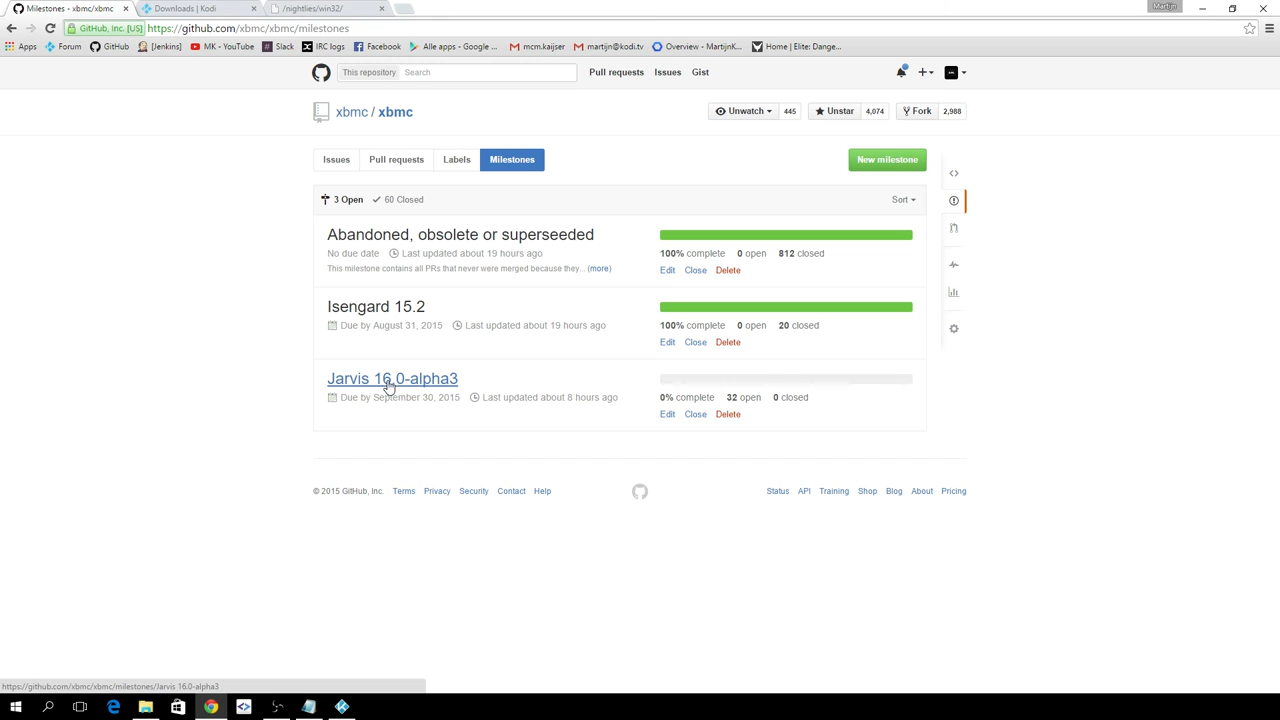 Milestones - xbmc/xbmc
Downloads | Kodi
/nightlies/win32/
Martijn
GitHub, Inc. [US]
https://github.com/xbmc/xbmc/milestones
Apps
Forum
GitHub
[Jenkins]
MK - YouTube
Slack
IRC logs
Facebook
Alle apps - Google ...
mcm.kaijser
martijn@kodi.tv
Overview - MartijnK...
Home | Elite: Dange...
This repository
Search
Pull requests
Issues
Gist
xbmc / xbmc
Unwatch
445
Unstar
4,074
Fork
2,988
Issues
Pull requests
Labels
Milestones
New milestone
3 Open
60 Closed
Sort
Abandoned, obsolete or superseeded
No due date
Last updated about 19 hours ago
This milestone contains all PRs that never were merged because they... (more)
100% complete 0 open 812 closed
Edit Close Delete
Isengard 15.2
Due by August 31, 2015
Last updated about 19 hours ago
100% complete 0 open 20 closed
Edit Close Delete
Jarvis 16.0-alpha3
Due by September 30, 2015
Last updated about 8 hours ago
0% complete 32 open 0 closed
Edit Close Delete
© 2015 GitHub, Inc. Terms Privacy Security Contact Help
Status API Training Shop Blog About Pricing
https://github.com/xbmc/xbmc/milestones/Jarvis 16.0-alpha3